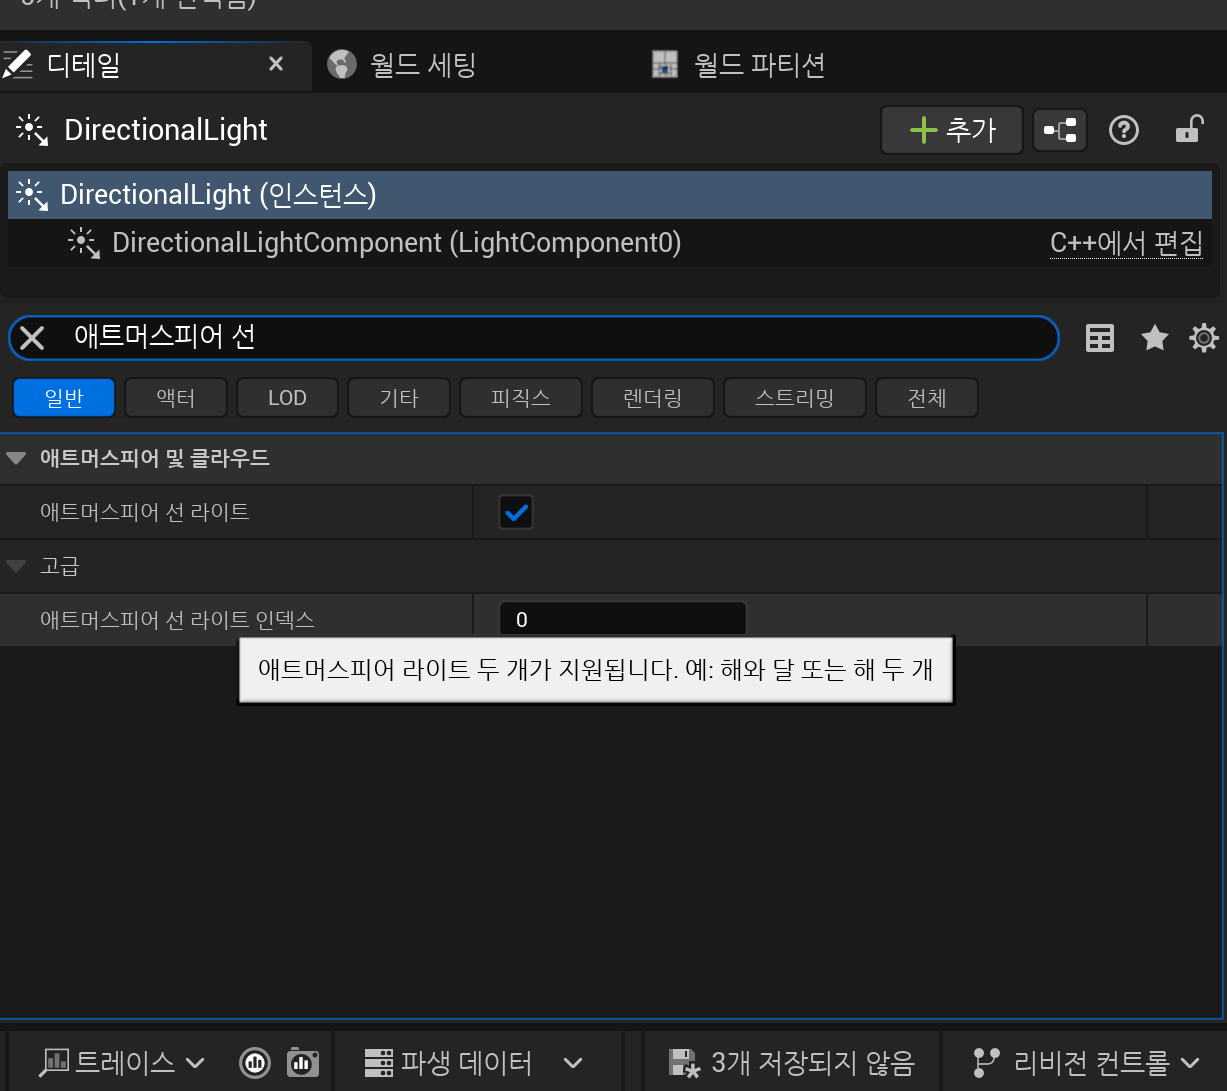 디테일
월드 세팅
월드 파티션
DirectionalLight
추가
DirectionalLight (인스턴스)
DirectionalLightComponent (LightComponent0)
C++에서 편집
애트머스피어 선
일반 액터 LOD 기타 피직스 렌더링 스트리밍 전체
애트머스피어 및 클라우드
애트머스피어 선 라이트
고급
애트머스피어 선 라이트 인덱스
0
애트머스피어 라이트 두 개가 지원됩니다. 예: 해와 달 또는 해 두 개
트레이스 파생 데이터 3개 저장되지 않음 리비전 컨트롤